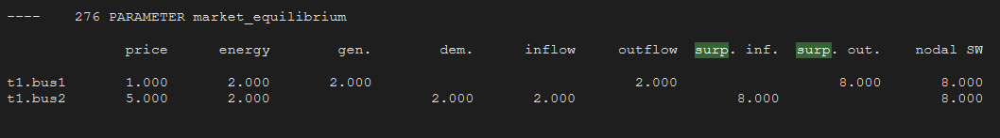 ---- 276 PARAMETER market_equilibrium
price energy gen. dem. inflow outflow surp. inf. surp. out. nodal SW
t1.bus1 1.000 2.000 2.000 2.000 8.000 8.000
t1.bus2 5.000 2.000 2.000 2.000 8.000 8.000